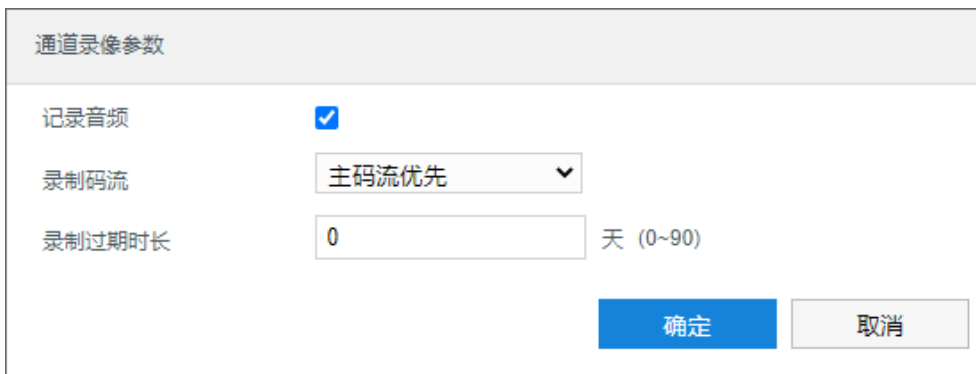 通道录像参数
记录音频
录制码流 主码流优先
录制过期时长 0 天 (0~90)
确定 取消